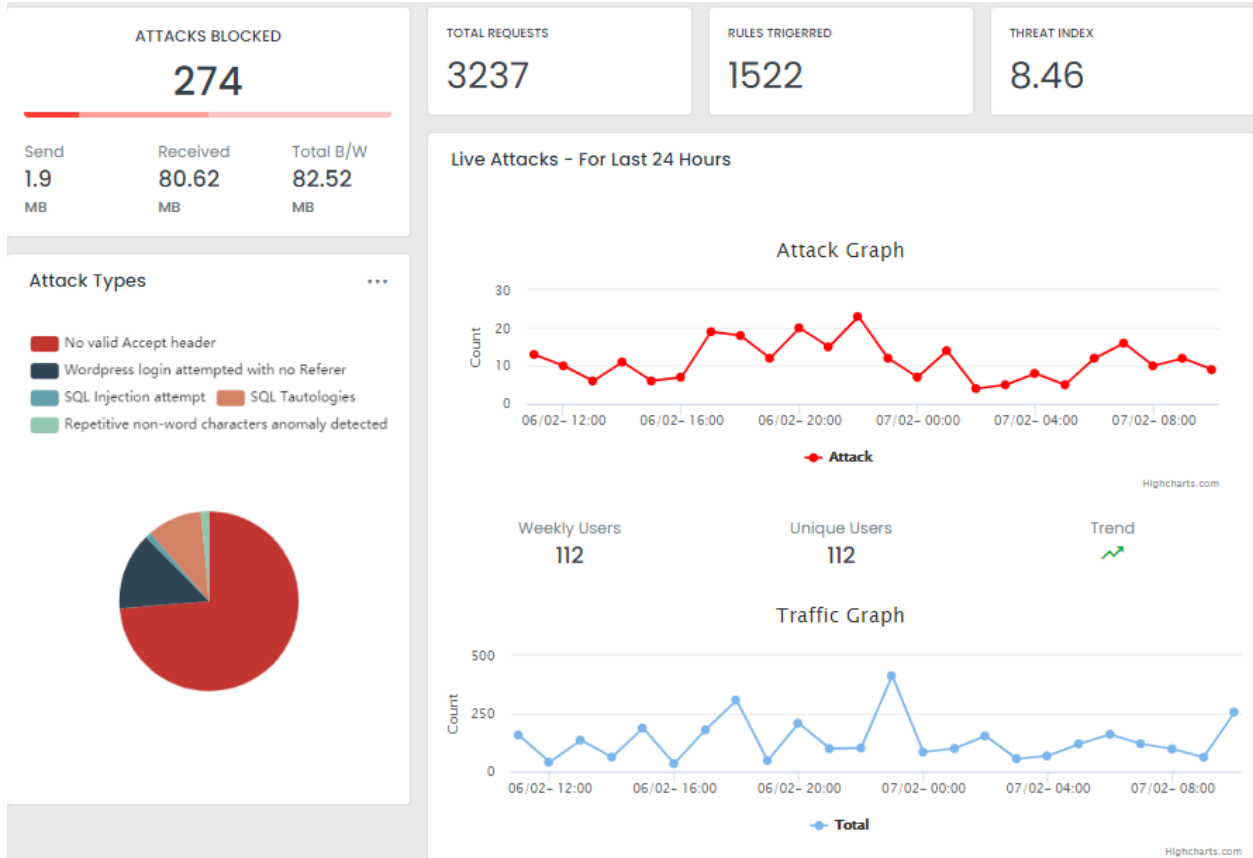 ATTACKS BLOCKED
274
Send Received Total B/W
1.9 80.62 82.52
MB MB MB
TOTAL REQUESTS
3237
RULES TRIGERRED
1522
THREAT INDEX
8.46
Attack Types
No valid Accept header
Wordpress login attempted with no Referer
SQL Injection attempt SQL Tautologies
Repetitive non-word characters anomaly detected
Live Attacks - For Last 24 Hours
Attack Graph
Count
30
20
10
0
06/02- 12:00 06/02- 16:00 06/02- 20:00 07/02- 00:00 07/02- 04:00 07/02- 08:00
Attack
Highcharts.com
Weekly Users Unique Users Trend
112 112
Traffic Graph
Count
500
250
0
06/02- 12:00 06/02- 16:00 06/02- 20:00 07/02- 00:00 07/02- 04:00 07/02- 08:00
Total
Highcharts.com